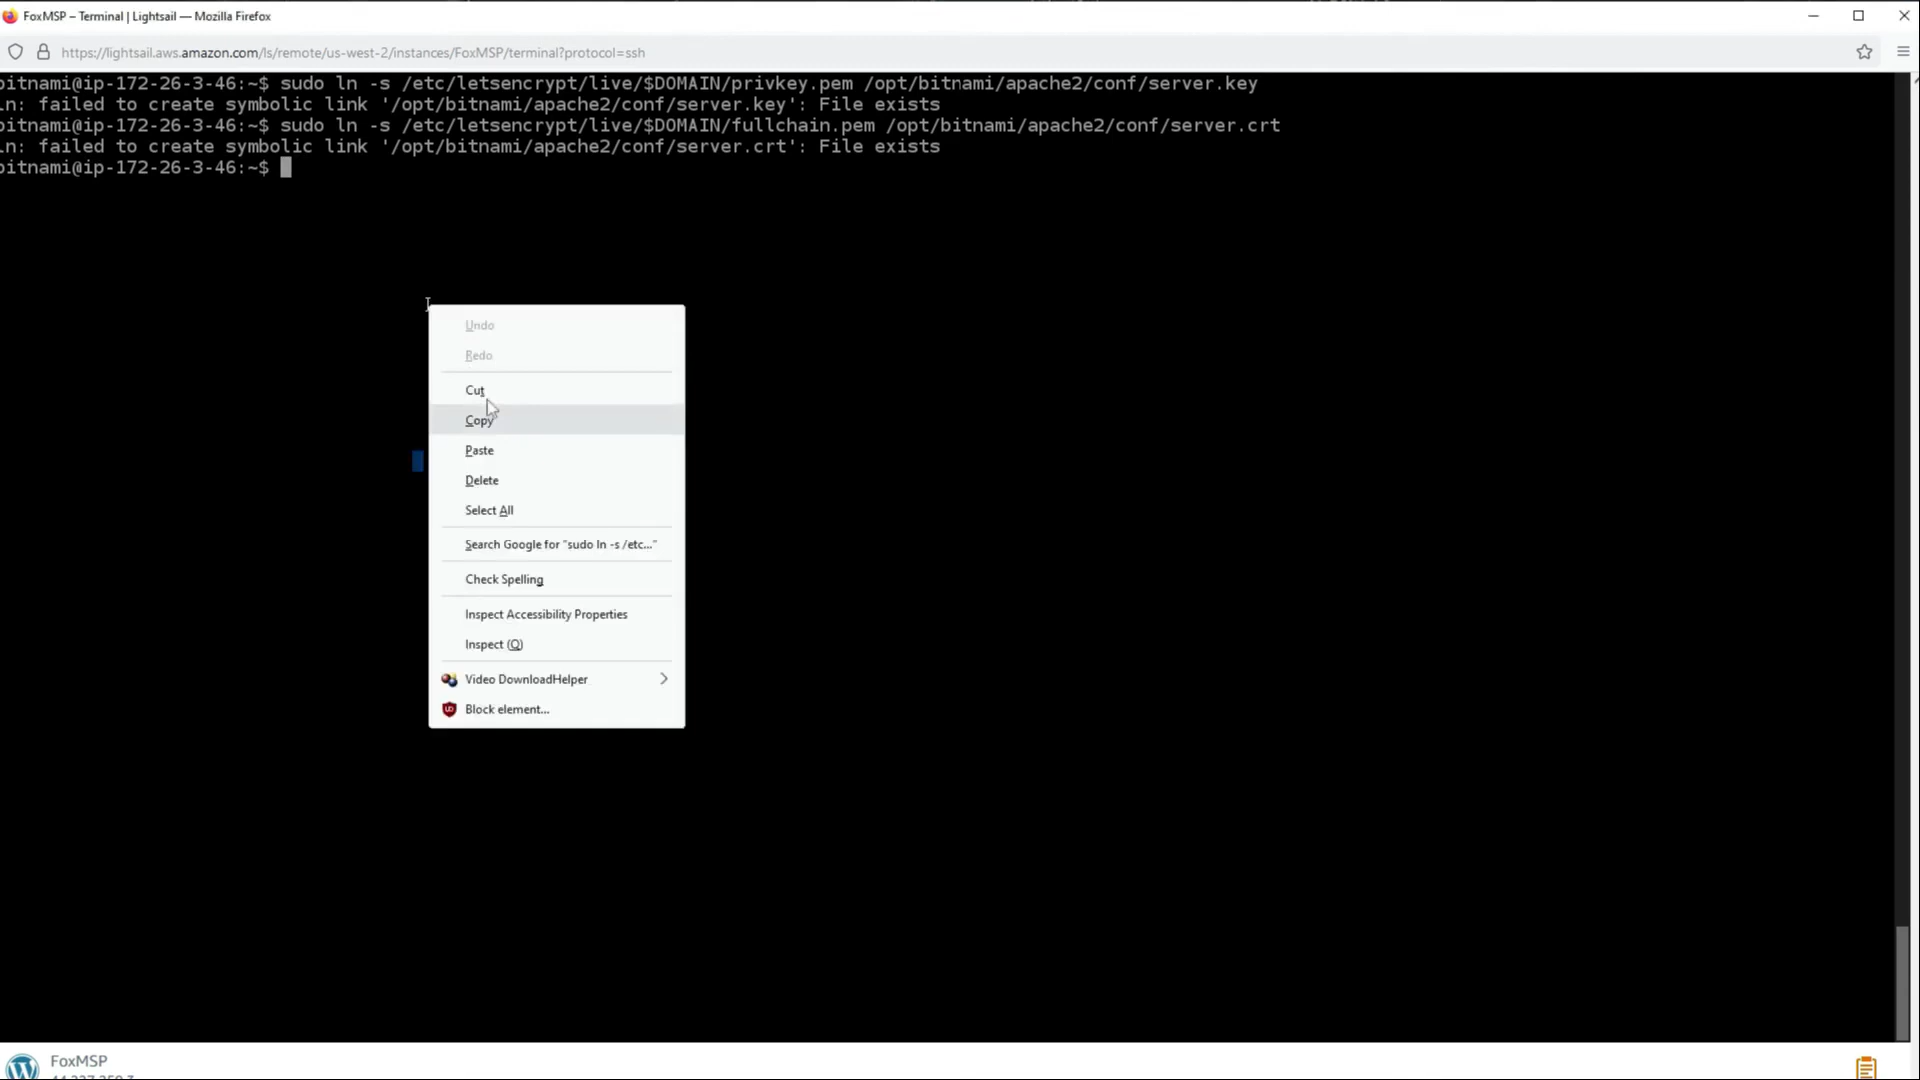 FoxMSP – Terminal | Lightsail — Mozilla Firefox
https://lightsail.aws.amazon.com/ls/remote/us-west-2/instances/FoxMSP/terminal?protocol=ssh
bitnami@ip-172-26-3-46:~$ sudo ln -s /etc/letsencrypt/live/$DOMAIN/privkey.pem /opt/bitnami/apache2/conf/server.key
ln: failed to create symbolic link '/opt/bitnami/apache2/conf/server.key': File exists
bitnami@ip-172-26-3-46:~$ sudo ln -s /etc/letsencrypt/live/$DOMAIN/fullchain.pem /opt/bitnami/apache2/conf/server.crt
ln: failed to create symbolic link '/opt/bitnami/apache2/conf/server.crt': File exists
bitnami@ip-172-26-3-46:~$
Undo
Redo
Cut
Copy
Paste
Delete
Select All
Search Google for "sudo ln -s /etc..."
Check Spelling
Inspect Accessibility Properties
Inspect (Q)
Video DownloadHelper
Block element...
FoxMSP